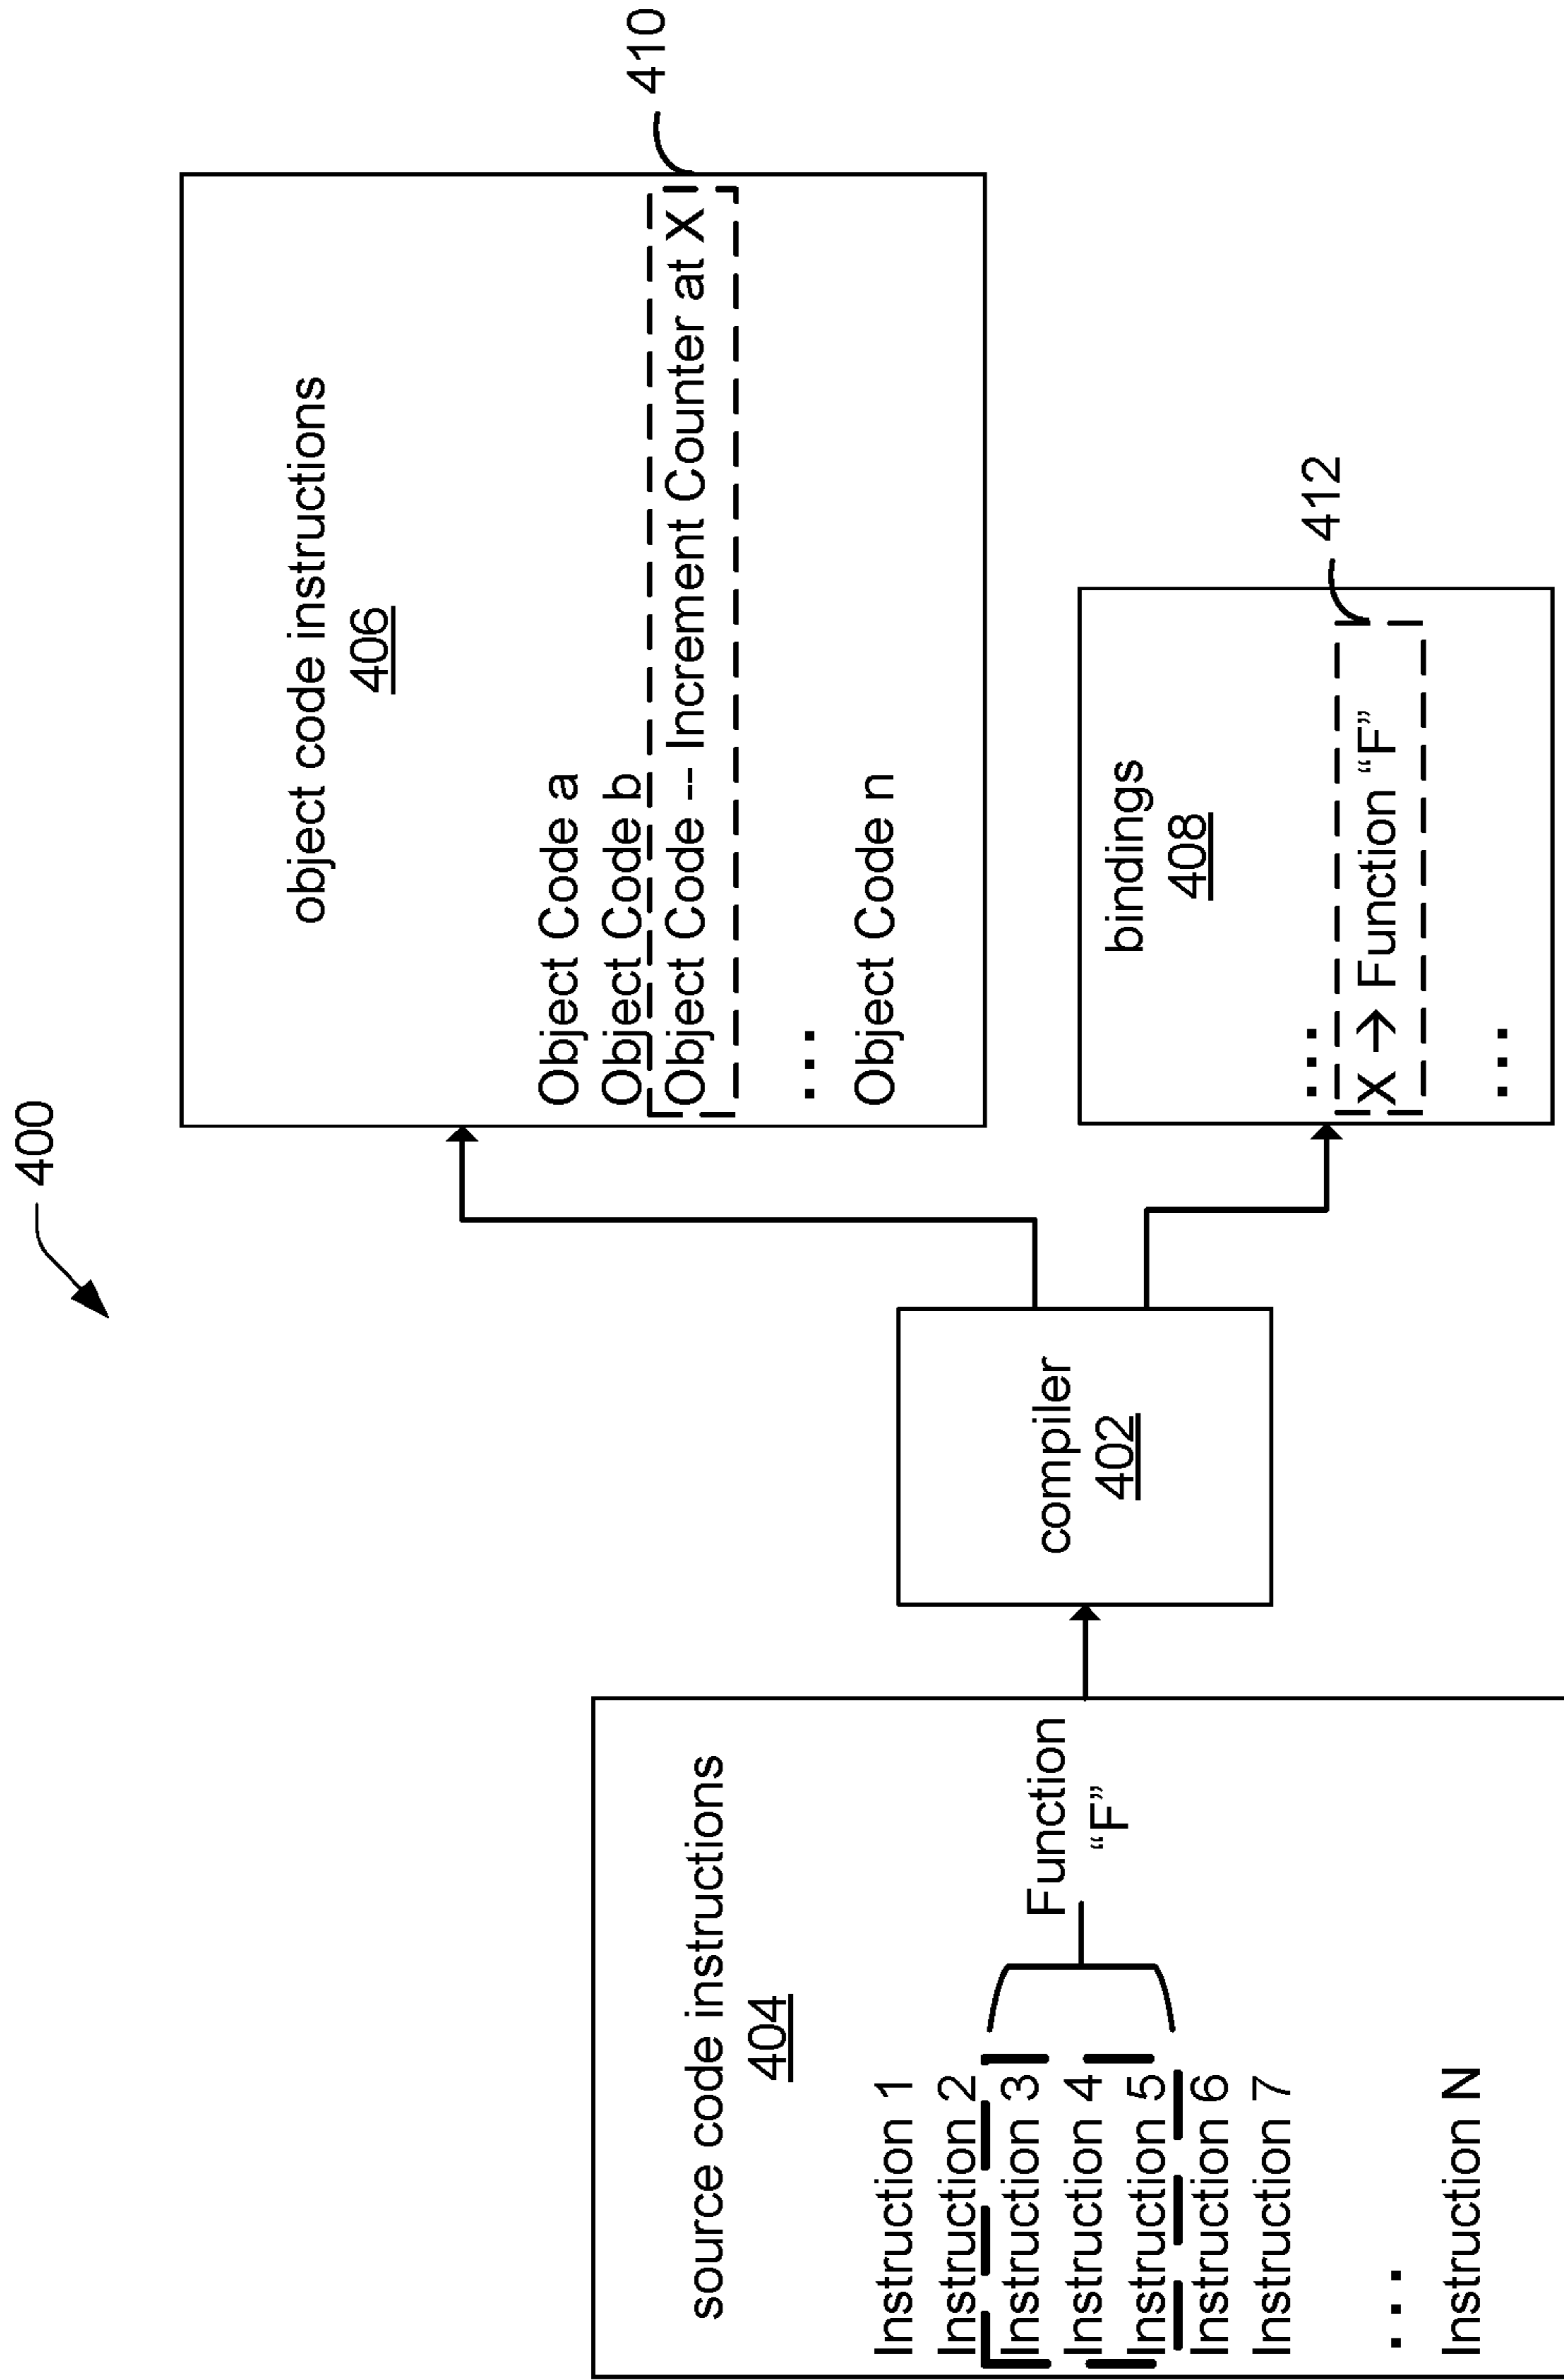 400
source code instructions
404
Instruction 1
Instruction 2
Instruction 3
Instruction 4
Instruction 5
Instruction 6
Instruction 7
...
Instruction N
Function
“F”
compiler
402
object code instructions
406
Object Code a
Object Code b
Object Code -- Increment Counter at X
...
Object Code n
410
bindings
408
...
X → Function “F”
...
412